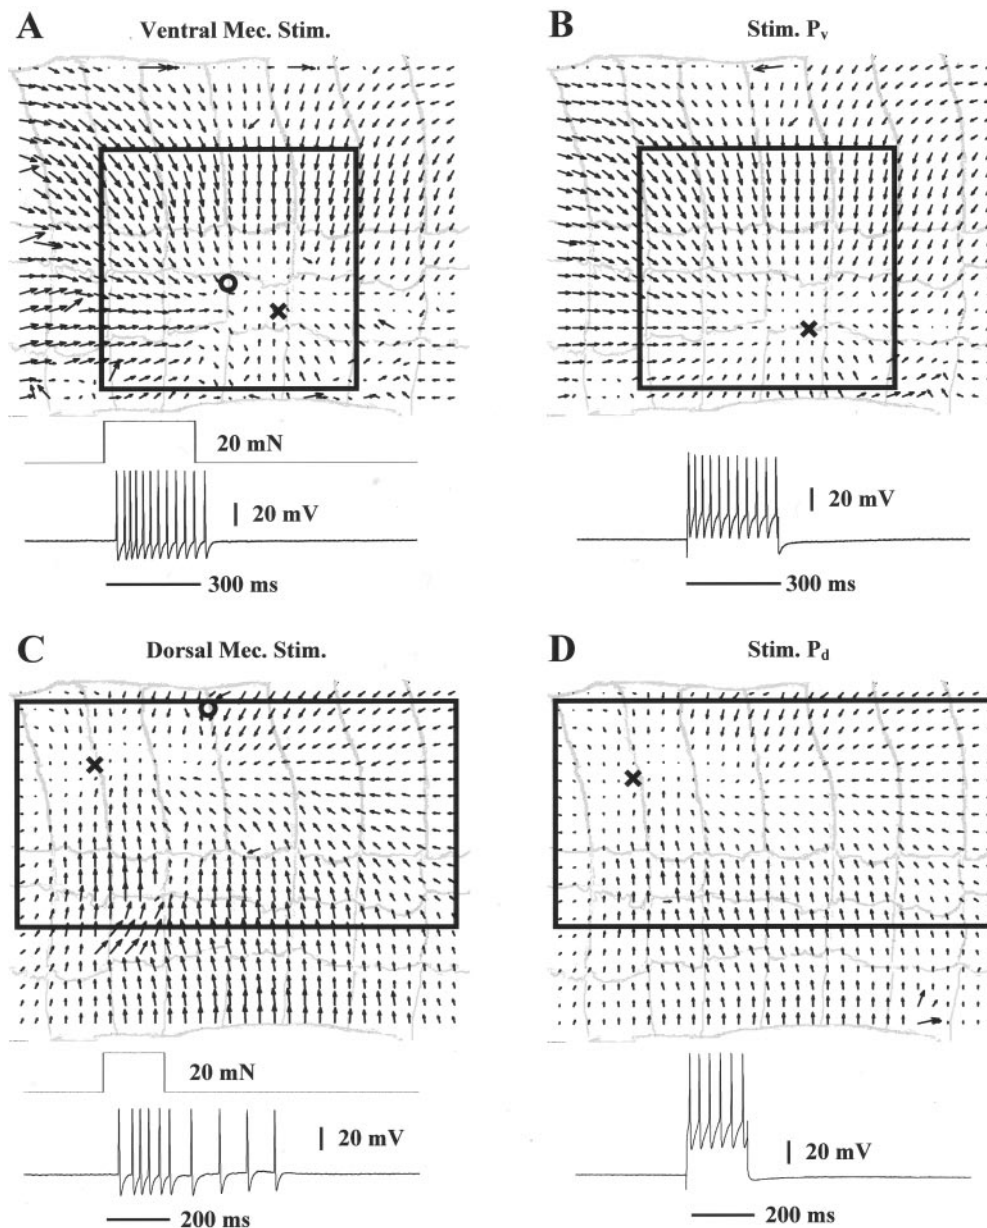 A
Ventral Mec. Stim.
B
Stim. Pv
20 mN
20 mV
300 ms
20 mV
300 ms
C
Dorsal Mec. Stim.
D
Stim. Pd
20 mN
20 mV
200 ms
20 mV
200 ms